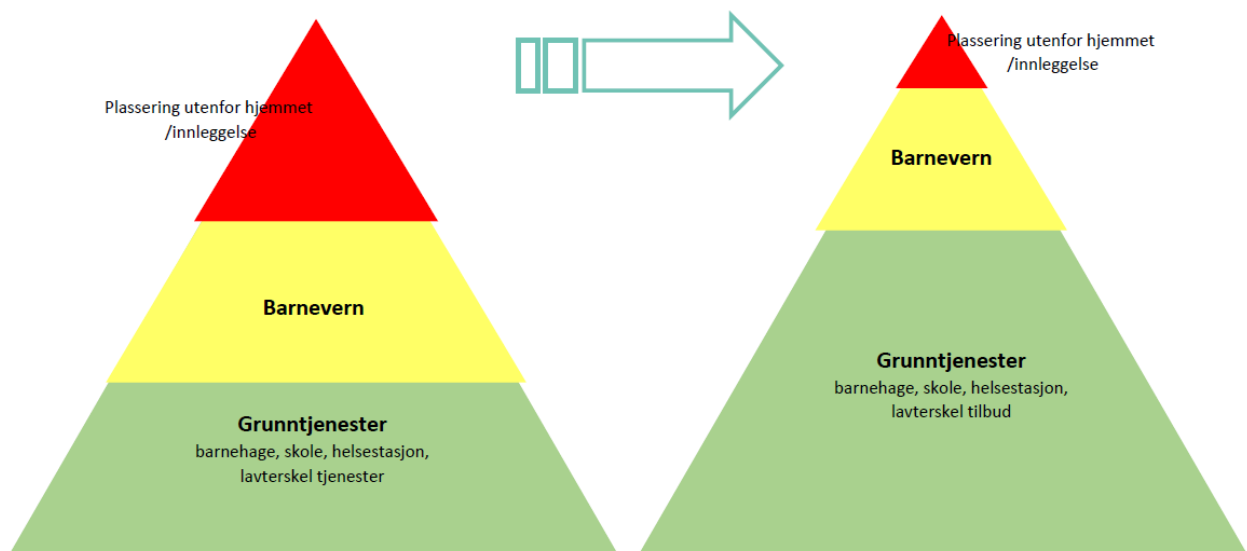 Plassering utenfor hjemmet
/innleggelse
Barnevern
Grunntjenester
barnehage, skole, helsestasjon,
lavterskel tjenester
Plassering utenfor hjemmet
/innleggelse
Barnevern
Grunntjenester
barnehage, skole, helsestasjon,
lavterskel tilbud